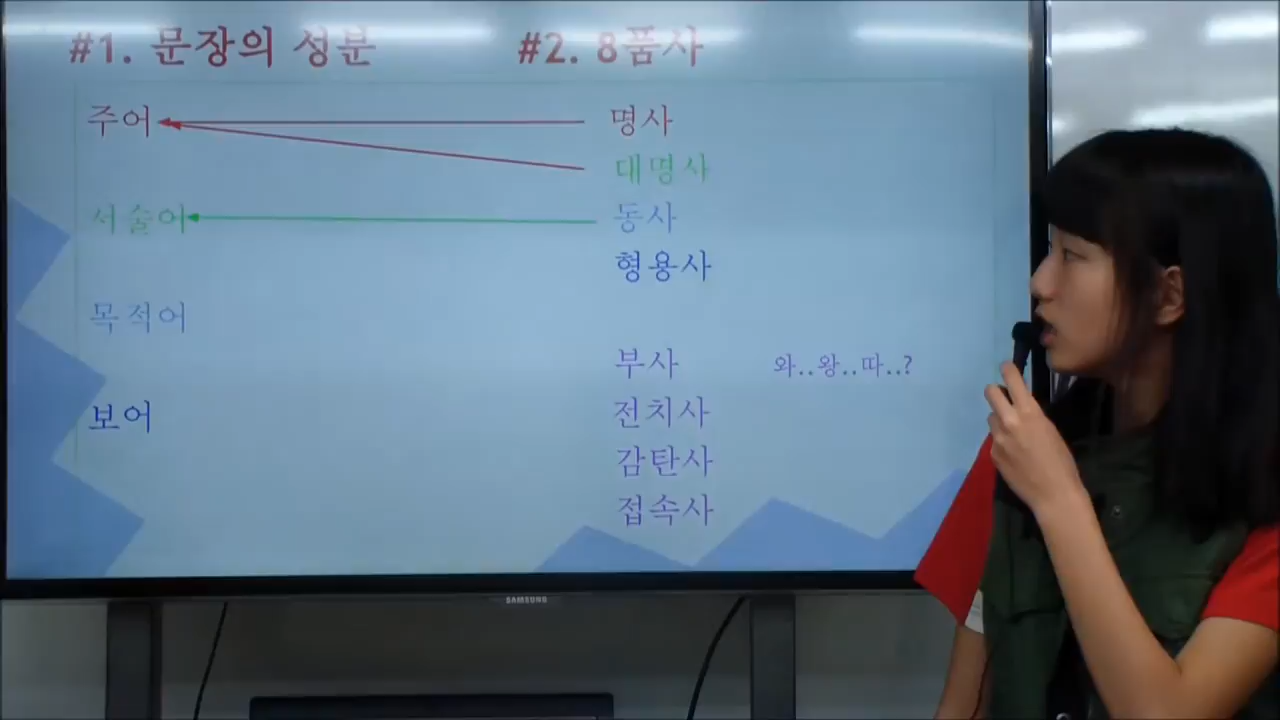 #1. 문장의 성분
#2. 8품사
주어
명사
대명사
서술어
동사
형용사
목적어
부사
와..왕..따..?
보어
전치사
감탄사
접속사
SAMSUNG